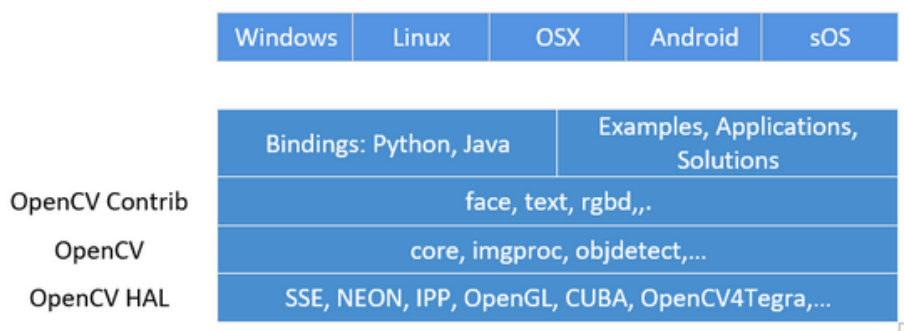 Windows Linux OSX Android sOS
Bindings: Python, Java
Examples, Applications,
Solutions
OpenCV Contrib face, text, rgbd,,.
OpenCV core, imgproc, objdetect,...
OpenCV HAL SSE, NEON, IPP, OpenGL, CUBA, OpenCV4Tegra,...